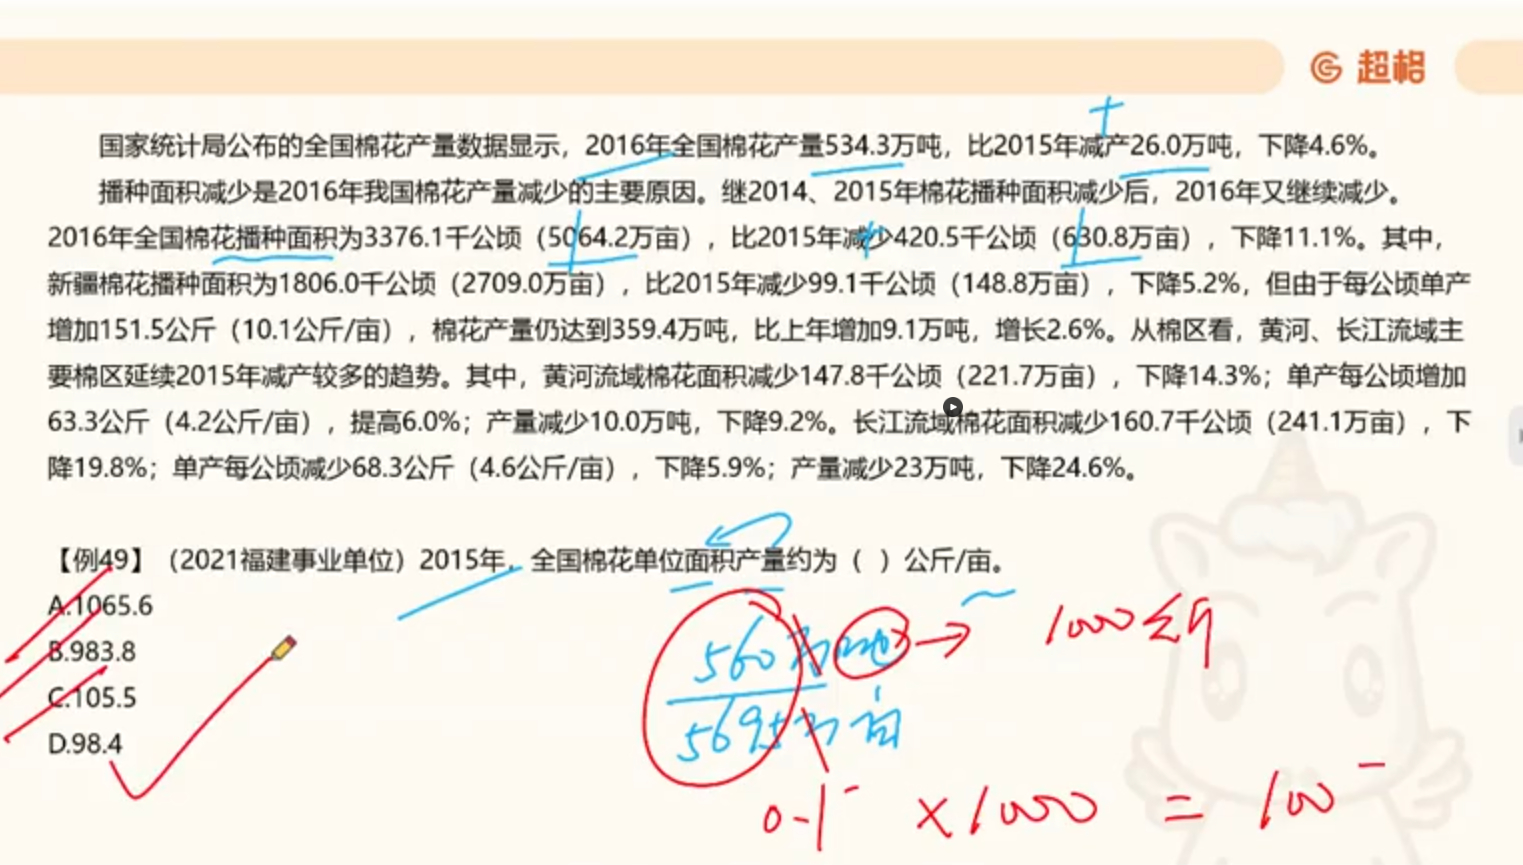 超格
国家统计局公布的全国棉花产量数据显示，2016年全国棉花产量534.3万吨，比2015年减产26.0万吨，下降4.6%。
播种面积减少是2016年我国棉花产量减少的主要原因。继2014、2015年棉花播种面积减少后，2016年又继续减少。
2016年全国棉花播种面积为3376.1千公顷（5064.2万亩），比2015年减少420.5千公顷（630.8万亩），下降11.1%。其中，
新疆棉花播种面积为1806.0千公顷（2709.0万亩），比2015年减少99.1千公顷（148.8万亩），下降5.2%，但由于每公顷单产
增加151.5公斤（10.1公斤/亩），棉花产量仍达到359.4万吨，比上年增加9.1万吨，增长2.6%。从棉区看，黄河、长江流域主
要棉区延续2015年减产较多的趋势。其中，黄河流域棉花面积减少147.8千公顷（221.7万亩），下降14.3%；单产每公顷增加
63.3公斤（4.2公斤/亩），提高6.0%；产量减少10.0万吨，下降9.2%。长江流域棉花面积减少160.7千公顷（241.1万亩），下
降19.8%；单产每公顷减少68.3公斤（4.6公斤/亩），下降5.9%；产量减少23万吨，下降24.6%。
【例49】（2021福建事业单位）2015年，全国棉花单位面积产量约为（ ）公斤/亩。
A.1065.6
B.983.8
C.105.5
D.98.4
560万吨 → 1000公斤
5695万亩
0.1⁻ ×1000 = 100⁻